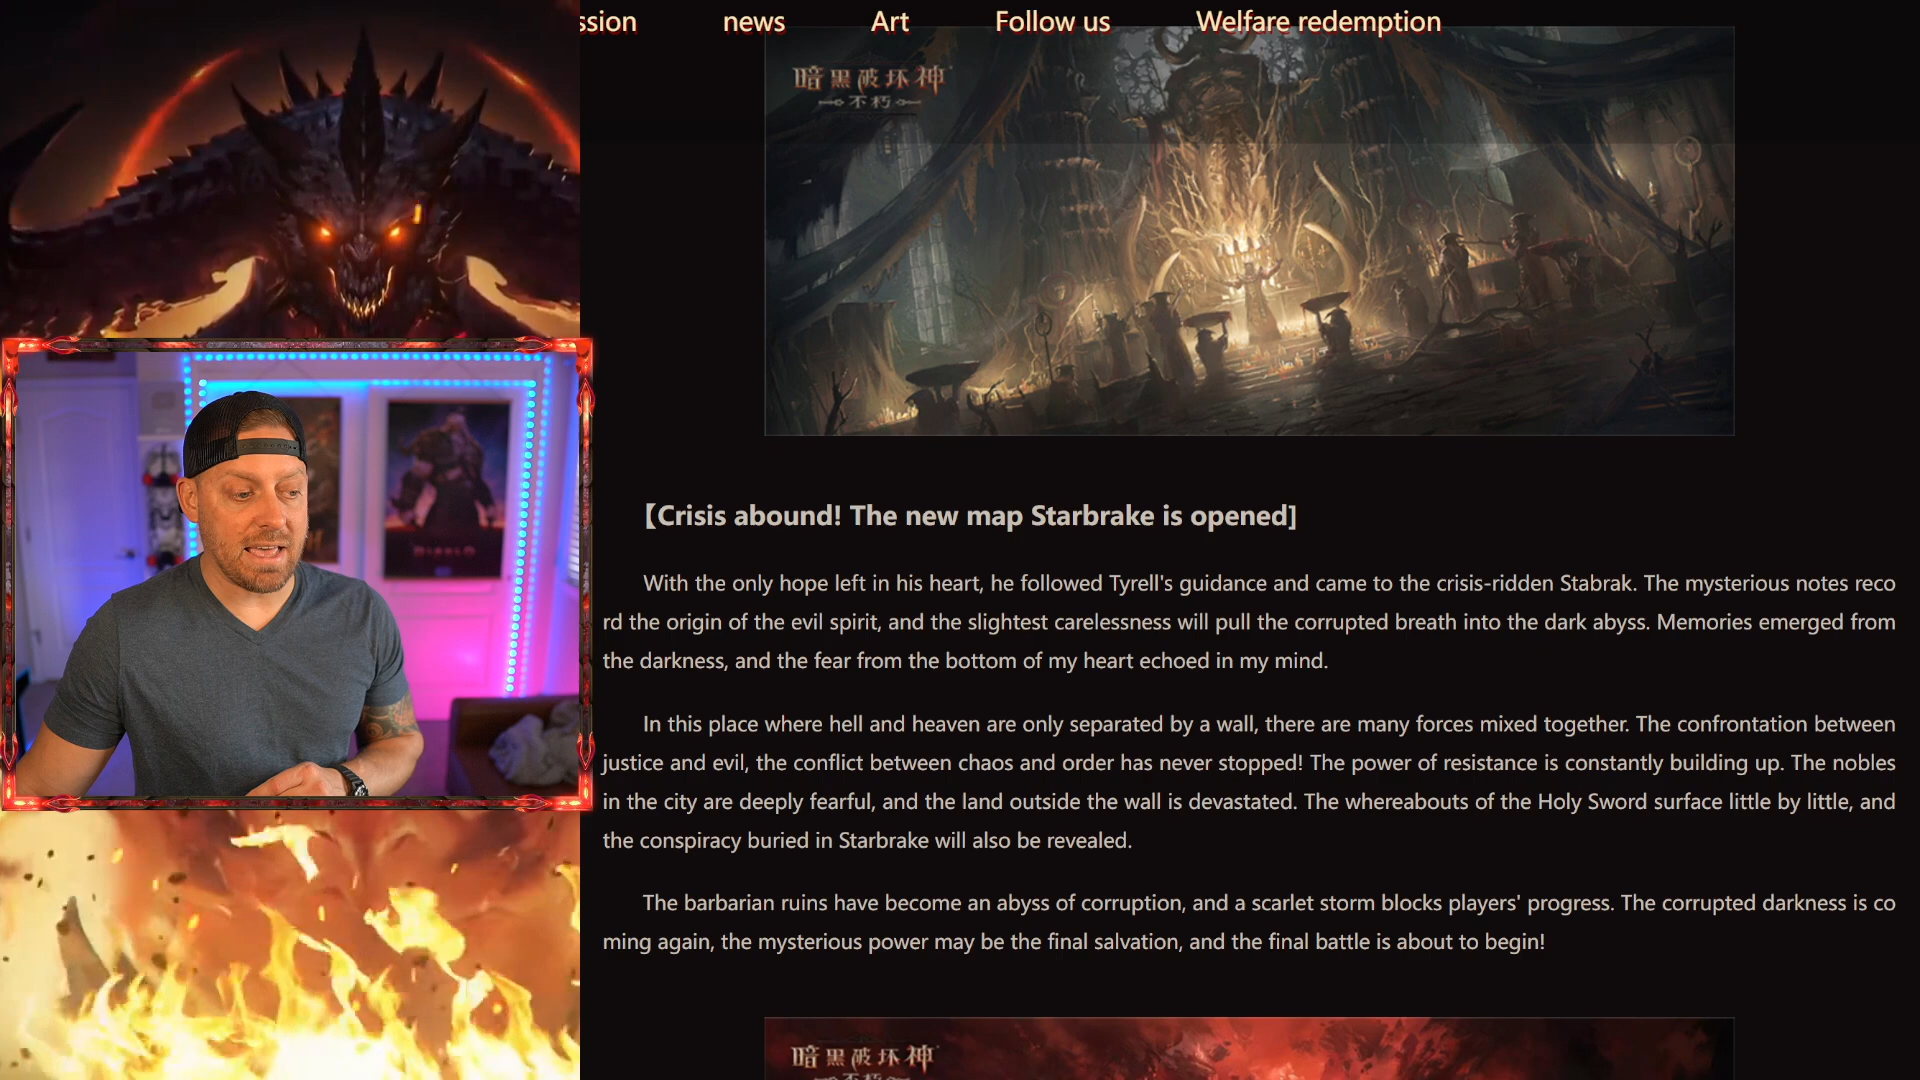 ssion news Art Follow us Welfare redemption
暗黑破坏神
不朽
【Crisis abound! The new map Starbrake is opened]
With the only hope left in his heart, he followed Tyrell's guidance and came to the crisis-ridden Stabrak. The mysterious notes reco
rd the origin of the evil spirit, and the slightest carelessness will pull the corrupted breath into the dark abyss. Memories emerged from
the darkness, and the fear from the bottom of my heart echoed in my mind.
In this place where hell and heaven are only separated by a wall, there are many forces mixed together. The confrontation between
justice and evil, the conflict between chaos and order has never stopped! The power of resistance is constantly building up. The nobles
in the city are deeply fearful, and the land outside the wall is devastated. The whereabouts of the Holy Sword surface little by little, and
the conspiracy buried in Starbrake will also be revealed.
The barbarian ruins have become an abyss of corruption, and a scarlet storm blocks players' progress. The corrupted darkness is co
ming again, the mysterious power may be the final salvation, and the final battle is about to begin!
暗黑破坏神
DIABLO